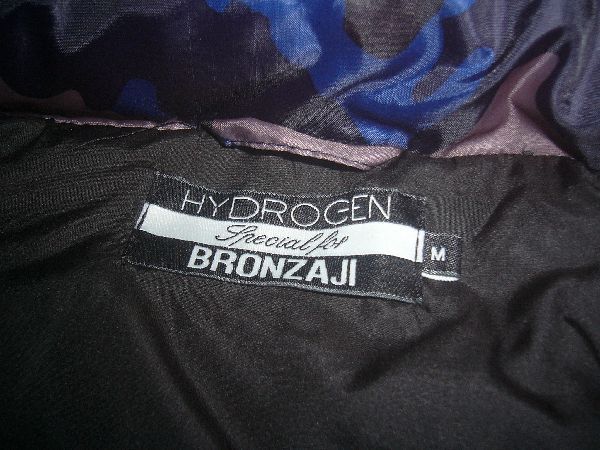 HYDROGEN
Special for
BRONZAJI
M